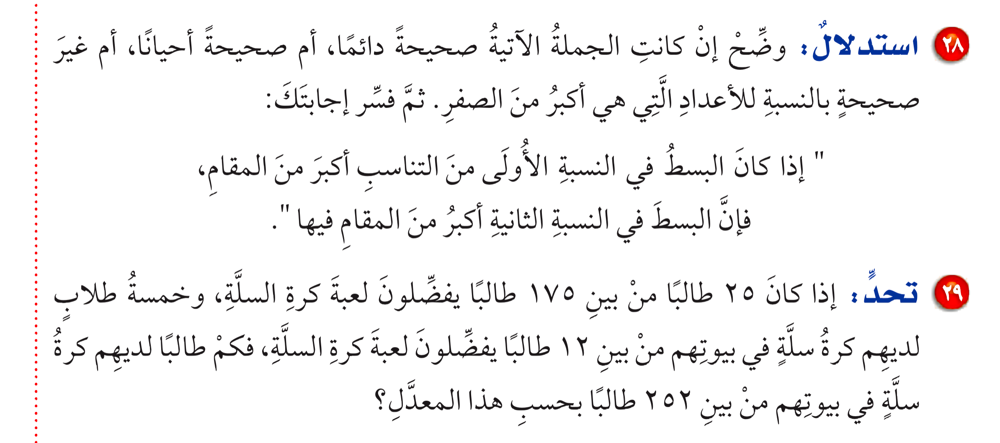 ٢٨ استدلالٌ: وضِّحْ إنْ كانتِ الجملةُ الآتيةُ صحيحةً دائمًا، أم صحيحةً أحيانًا، أم غيرَ
صحيحةٍ بالنسبةِ للأعدادِ الَّتِي هي أكبرُ منَ الصفرِ. ثمَّ فسِّر إجابتَكَ:
" إذا كانَ البسطُ في النسبةِ الأُولَى منَ التناسبِ أكبرَ منَ المقامِ،
فإنَّ البسطَ في النسبةِ الثانيةِ أكبرُ منَ المقامِ فيها ".
٢٩ تحدٍّ: إذا كانَ ٢٥ طالبًا منْ بينِ ١٧٥ طالبًا يفضِّلونَ لعبةَ كرةِ السلَّةِ، وخمسةُ طلابٍ
لديهِم كرةُ سلَّةٍ في بيوتِهم منْ بينِ ١٢ طالبًا يفضِّلونَ لعبةَ كرةِ السلَّةِ، فكمْ طالبًا لديهِم كرةُ
سلَّةٍ في بيوتِهم منْ بينِ ٢٥٢ طالبًا بحسبِ هذا المعدَّلِ؟